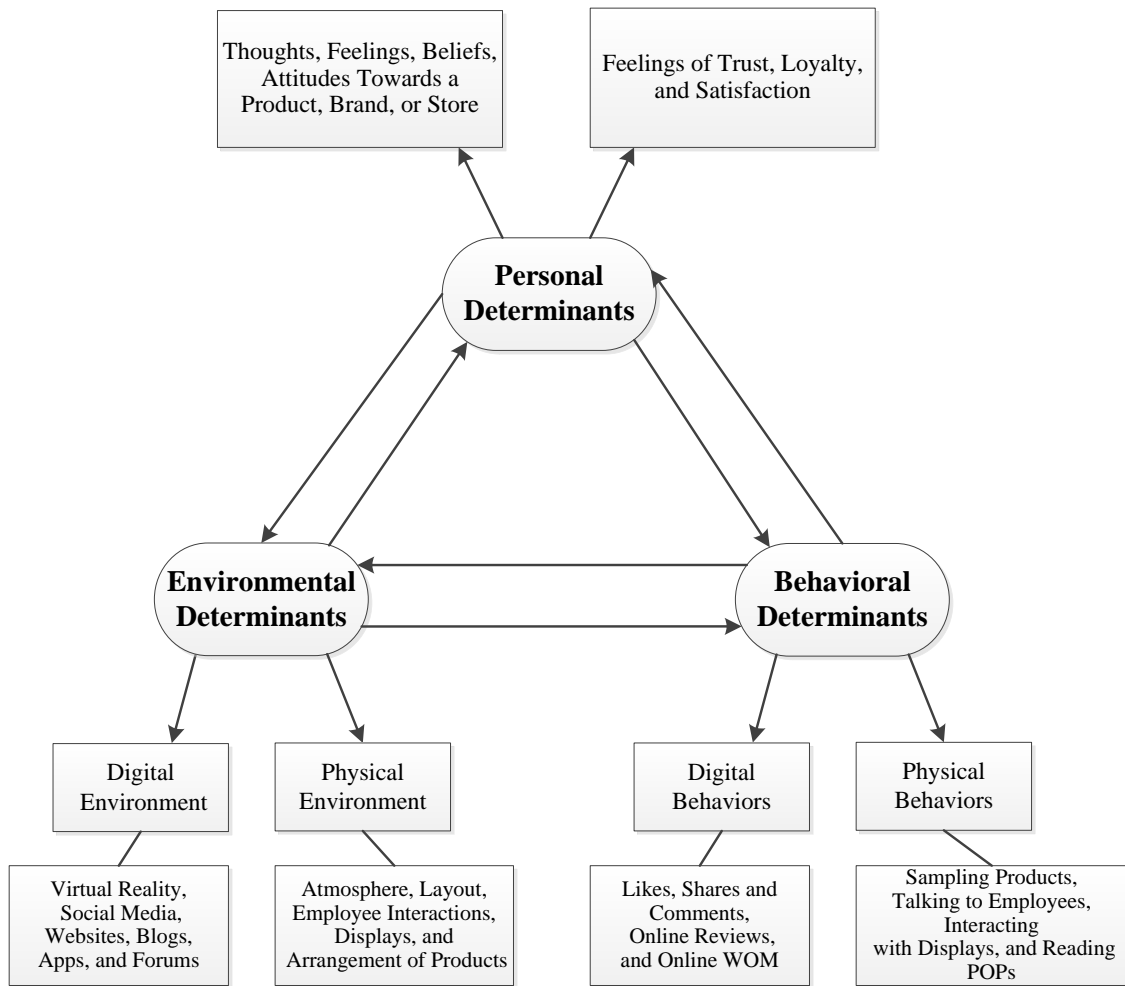 Thoughts, Feelings, Beliefs,
Attitudes Towards a
Product, Brand, or Store
Feelings of Trust, Loyalty,
and Satisfaction
Personal
Determinants
Environmental
Determinants
Behavioral
Determinants
Digital
Environment
Physical
Environment
Digital
Behaviors
Physical
Behaviors
Virtual Reality,
Social Media,
Websites, Blogs,
Apps, and Forums
Atmosphere, Layout,
Employee Interactions,
Displays, and
Arrangement of Products
Likes, Shares and
Comments,
Online Reviews,
and Online WOM
Sampling Products,
Talking to Employees,
Interacting
with Displays, and Reading
POPs